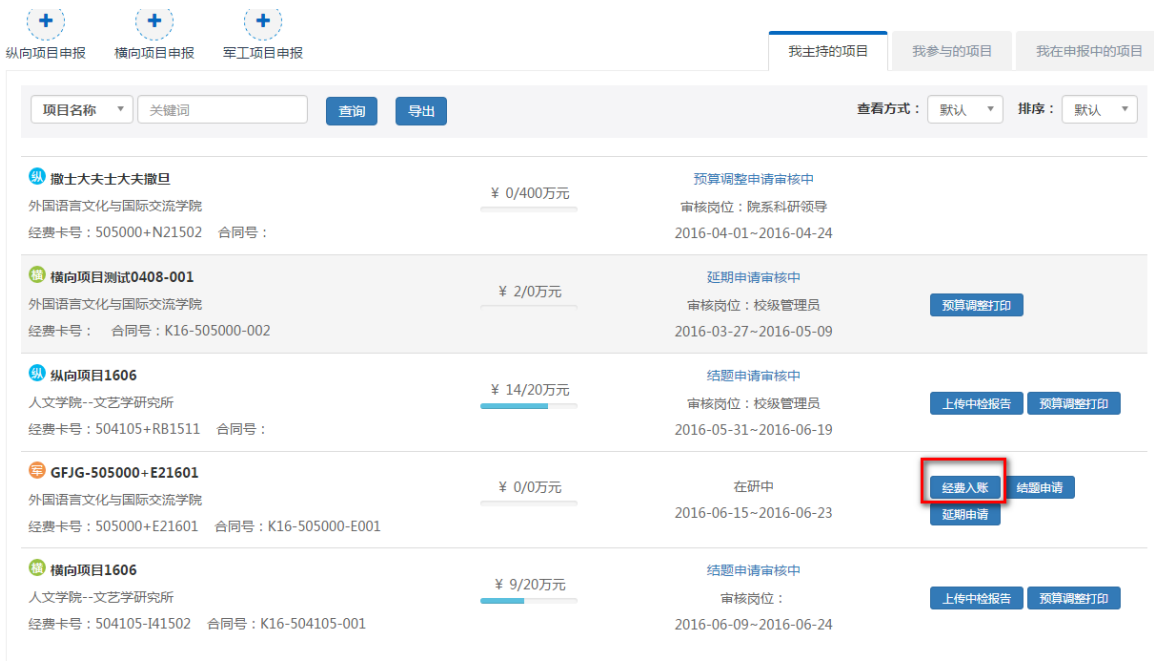 纵向项目申报 横向项目申报 军工项目申报
我主持的项目 我参与的项目 我在申报中的项目
项目名称 关键词 查询 导出 查看方式： 默认 排序： 默认
纵 撒士大夫士大夫撒旦
外国语言文化与国际交流学院
经费卡号：505000+N21502 合同号：
¥ 0/400万元
预算调整申请审核中
审核岗位：院系科研领导
2016-04-01~2016-04-24
横 横向项目测试0408-001
外国语言文化与国际交流学院
经费卡号： 合同号：K16-505000-002
¥ 2/0万元
延期申请审核中
审核岗位：校级管理员
2016-03-27~2016-05-09
预算调整打印
纵 纵向项目1606
人文学院--文艺学研究所
经费卡号：504105+RB1511 合同号：
¥ 14/20万元
结题申请审核中
审核岗位：校级管理员
2016-05-31~2016-06-19
上传中检报告 预算调整打印
军 GFJG-505000+E21601
外国语言文化与国际交流学院
经费卡号：505000+E21601 合同号：K16-505000-E001
¥ 0/0万元
在研中
2016-06-15~2016-06-23
经费入账 结题申请
延期申请
横 横向项目1606
人文学院--文艺学研究所
经费卡号：504105-I41502 合同号：K16-504105-001
¥ 9/20万元
结题申请审核中
审核岗位：
2016-06-09~2016-06-24
上传中检报告 预算调整打印